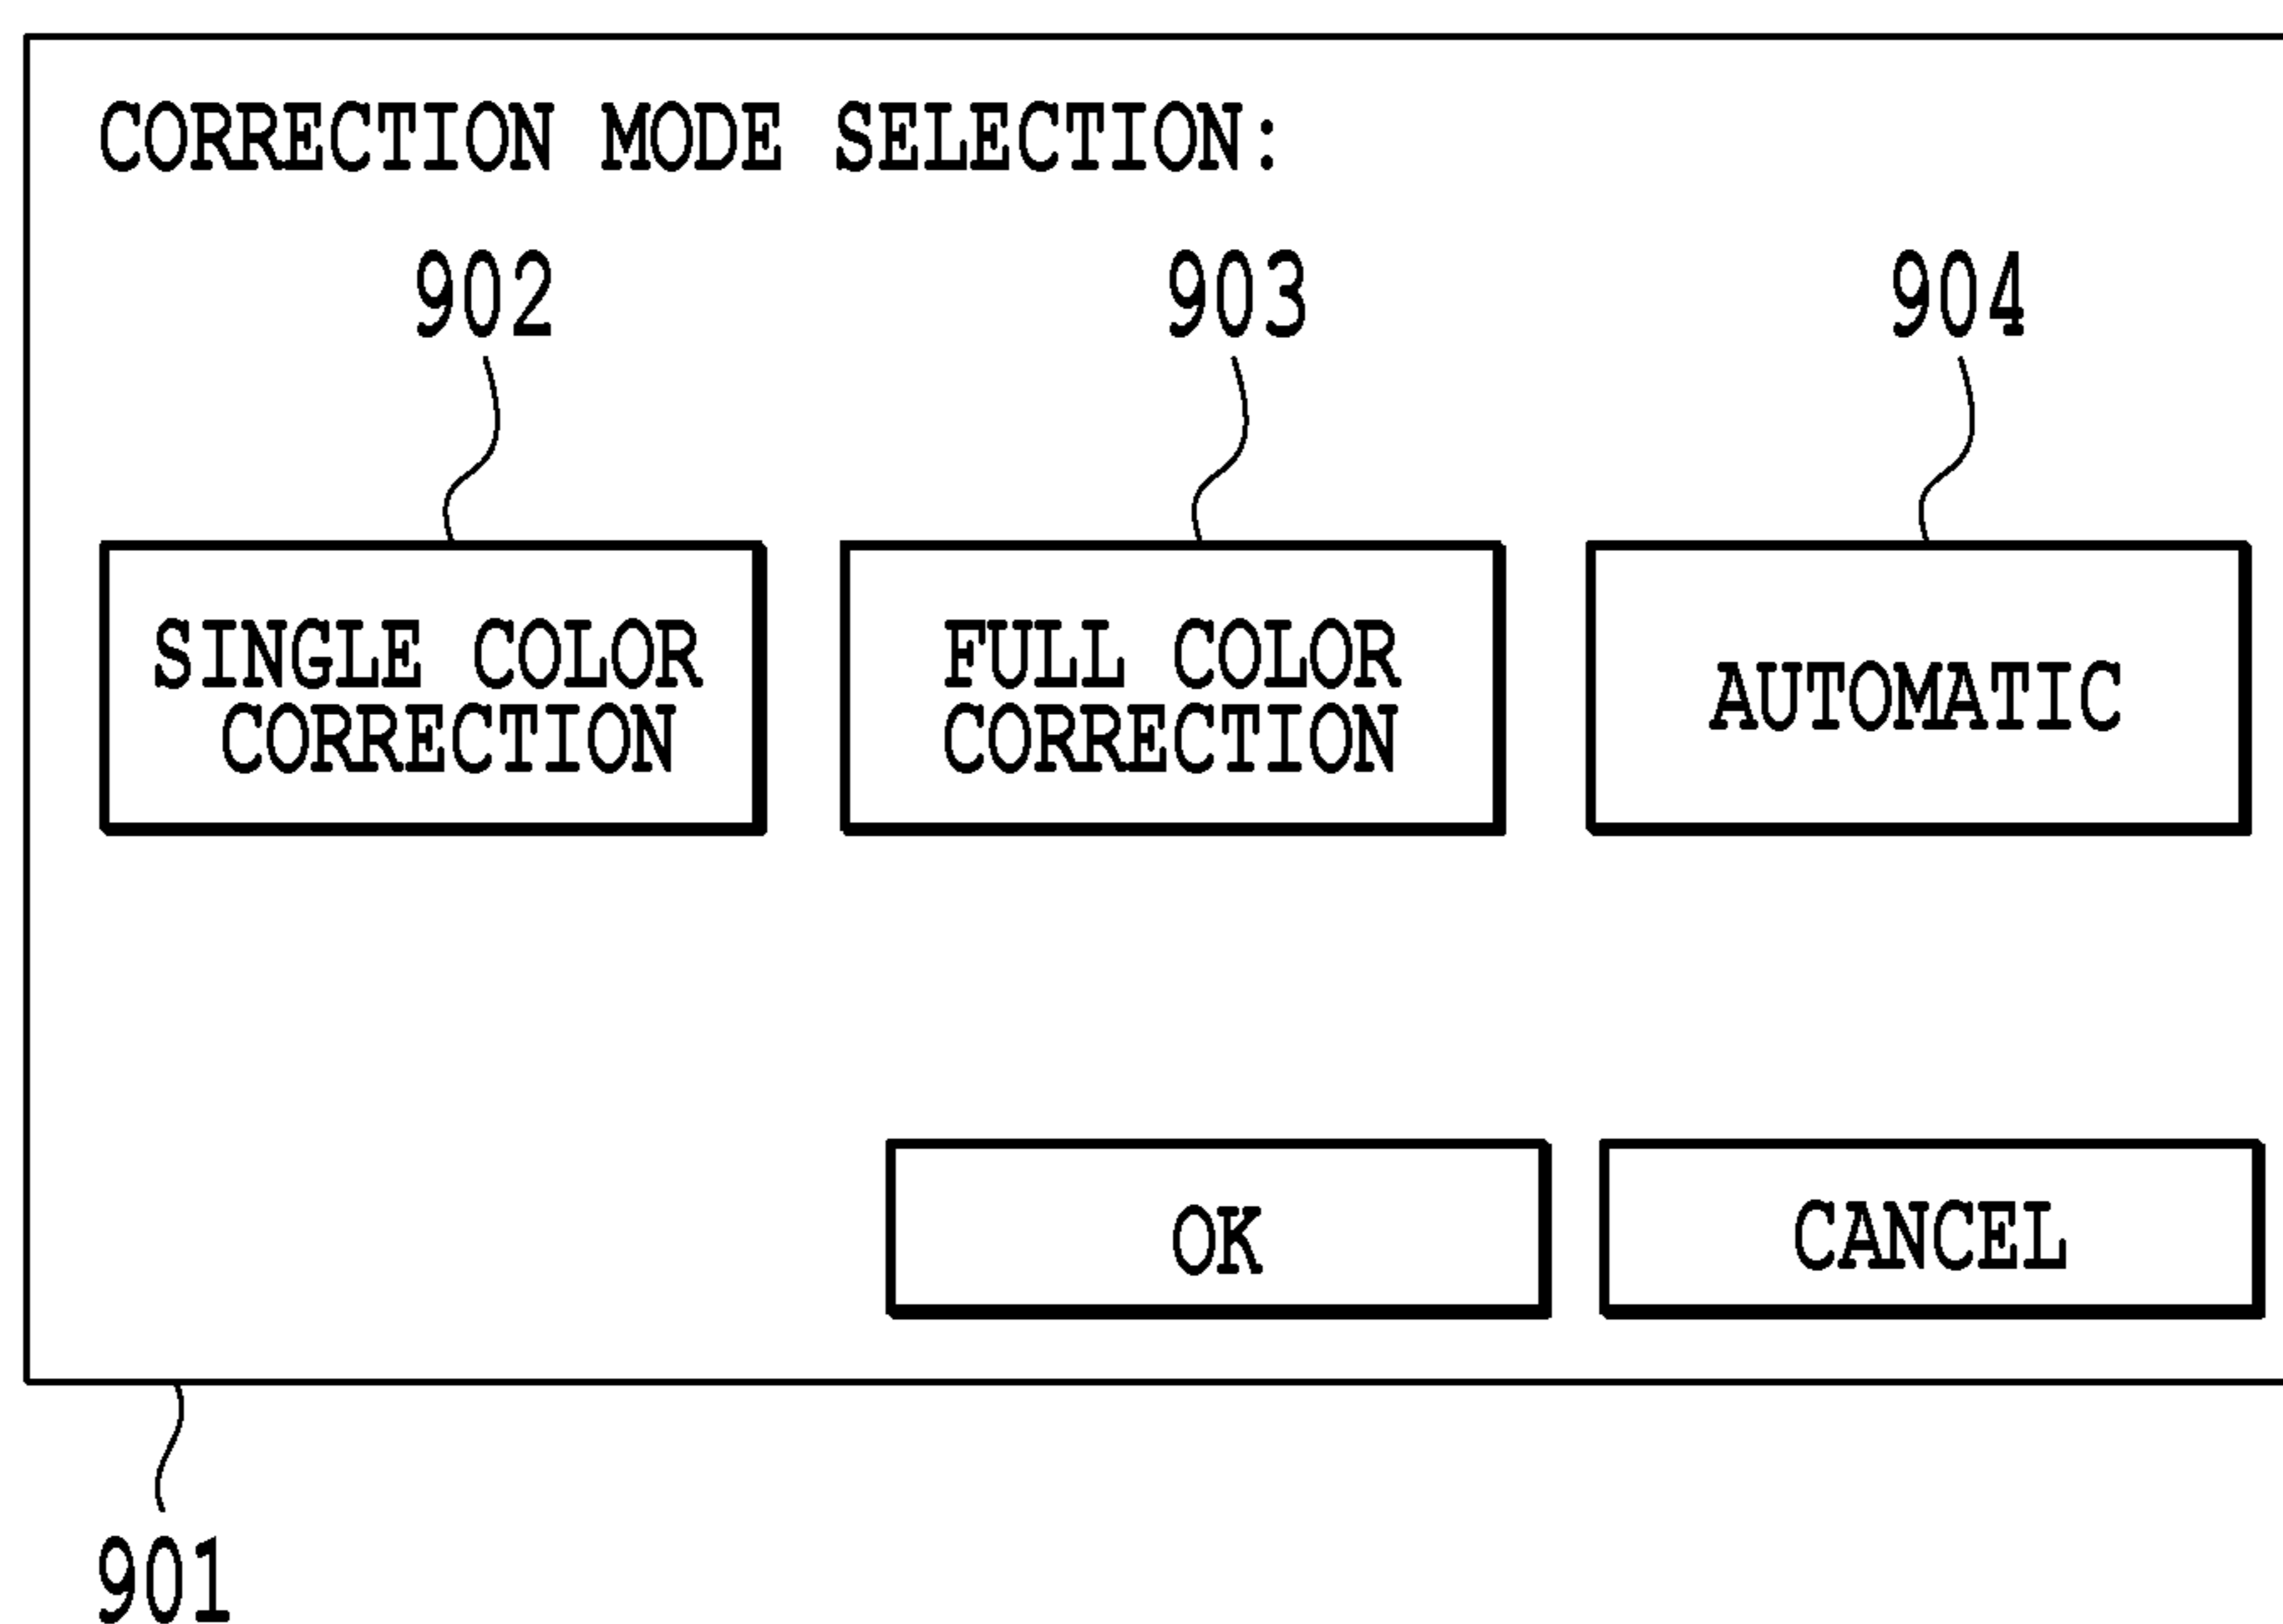 CORRECTION MODE SELECTION:
902
903
904
SINGLE COLOR
CORRECTION
FULL COLOR
CORRECTION
AUTOMATIC
OK
CANCEL
901